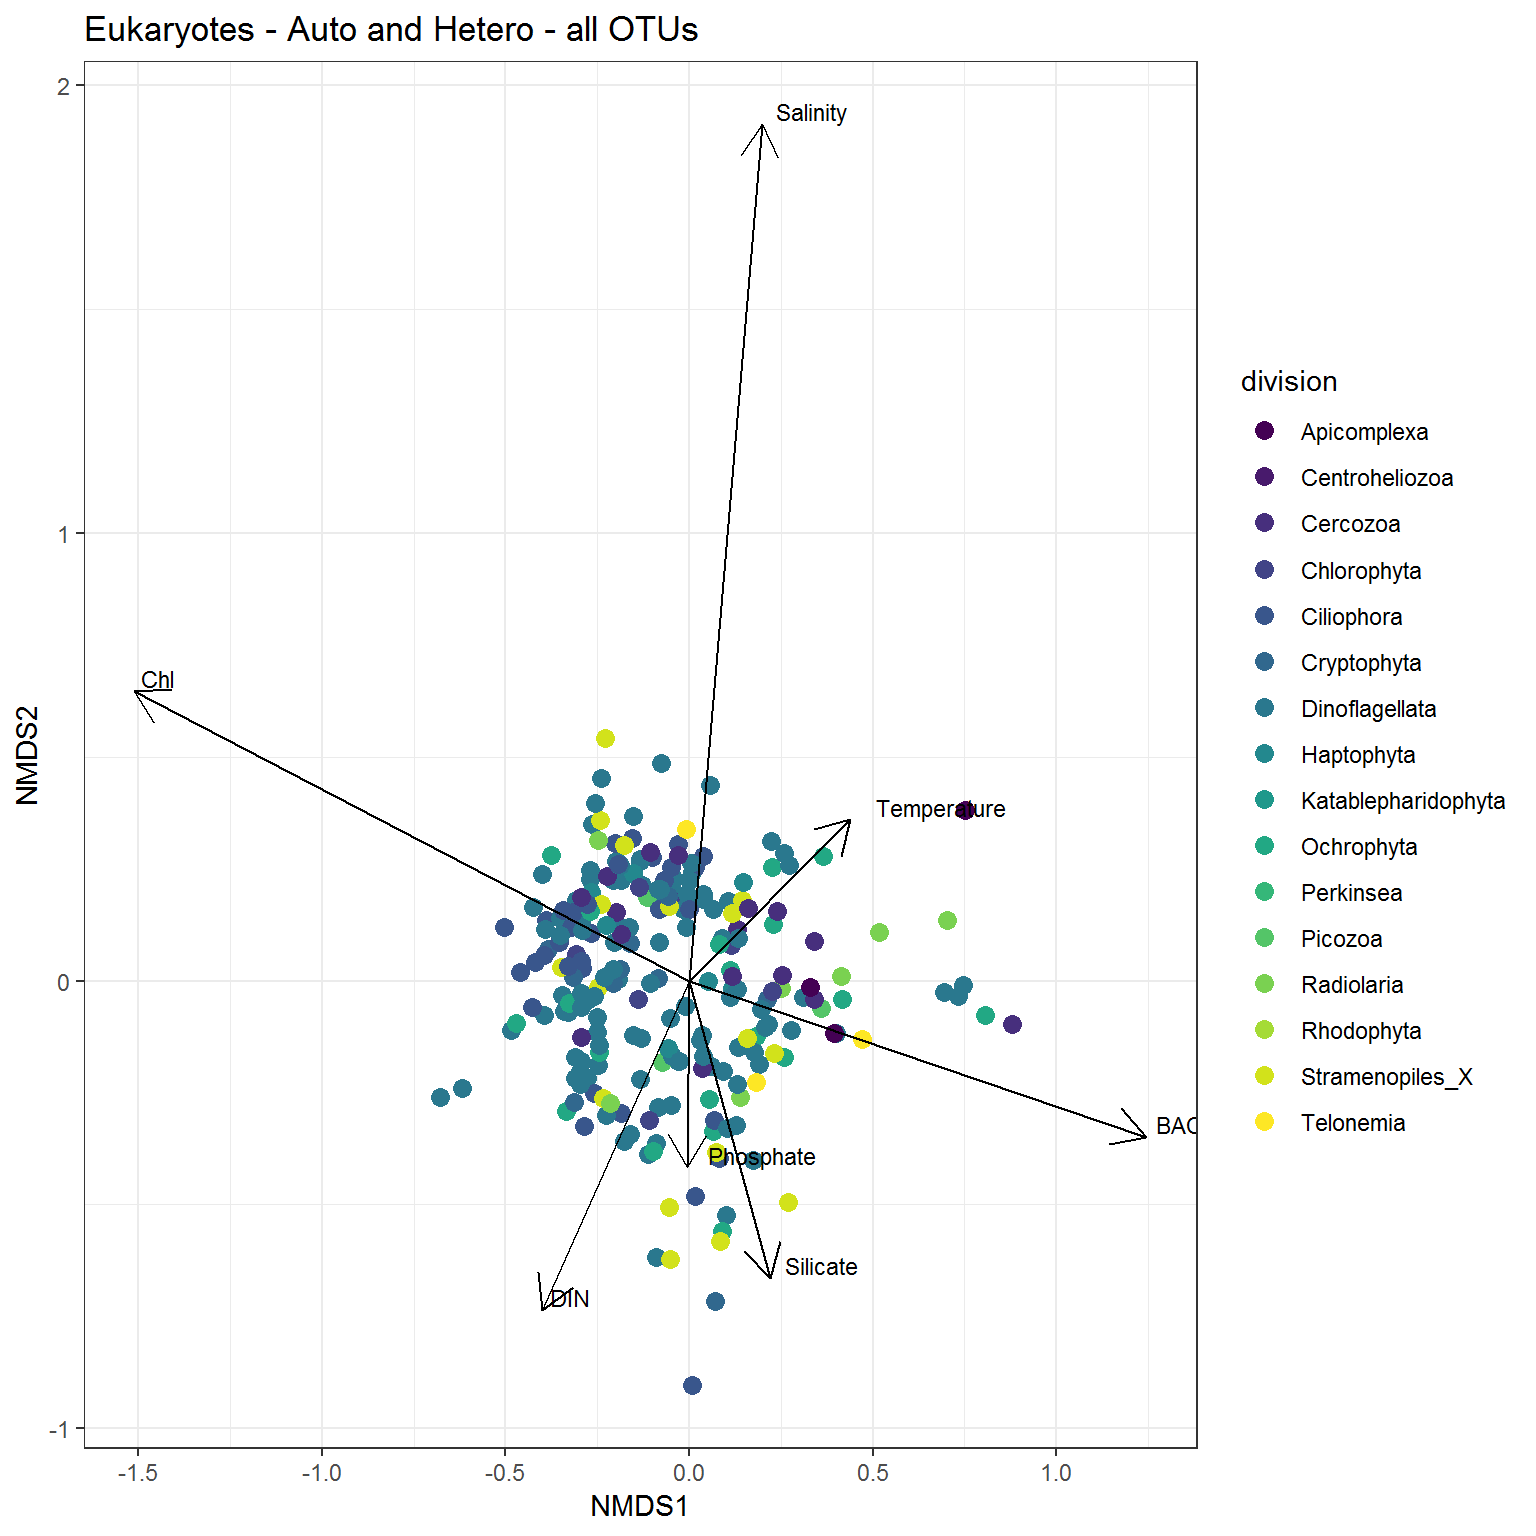 Eukaryotes - Auto and Hetero - all OTUs
2
1
0
-1
NMDS2
Salinity
Chl
Temperature
BAC
Phosphate
Silicate
DIN
-1.5
-1.0
-0.5
0.0
0.5
1.0
NMDS1
division
Apicomplexa
Centroheliozoa
Cercozoa
Chlorophyta
Ciliophora
Cryptophyta
Dinoflagellata
Haptophyta
Katablepharidophyta
Ochrophyta
Perkinsea
Picozoa
Radiolaria
Rhodophyta
Stramenopiles_X
Telonemia